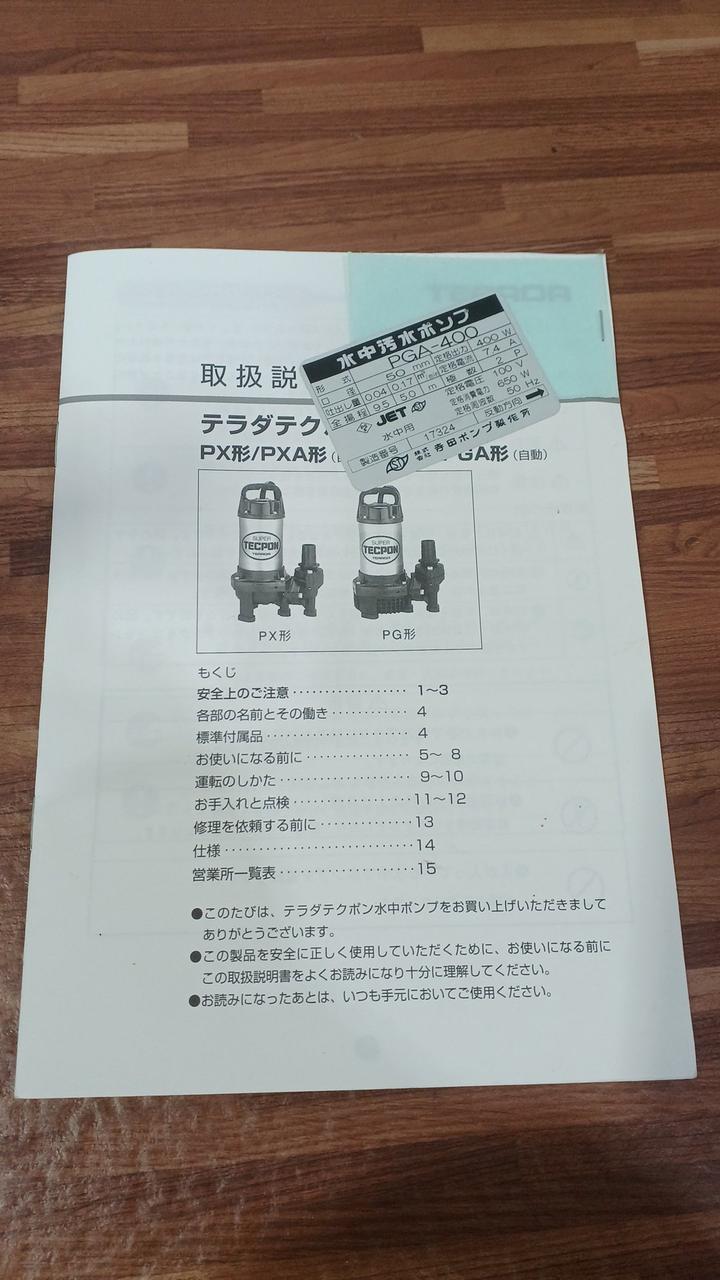 水中汚水ポンプ
形式 PGA-400
口径 50 mm 定格出力 400 W
吐出し量 0.04 0.17 m³/min 定格電流 7.4 A
全揚程 9.5 5.0 m 極数 2 P
定格電圧 100 V
JET 定格消費電力 650 W
水中用 定格周波数 50 Hz
製造番号 17324 反動方向
株式会社 寺田ポンプ製作所
取扱説
テラダテク
PX形/PXA形 GA形(自動)
SUPER TECPON TERADA
SUPER TECPON TERADA
PX形 PG形
もくじ
安全上のご注意 ·················· 1〜3
各部の名前とその働き ············ 4
標準付属品 ······················ 4
お使いになる前に ················ 5〜 8
運転のしかた ···················· 9〜10
お手入れと点検 ··················11〜12
修理を依頼する前に ··············13
仕様 ····························14
営業所一覧表 ····················15
●このたびは、テラダテクポン水中ポンプをお買い上げいただきまして
ありがとうございます。
●この製品を安全に正しく使用していただくために、お使いになる前に
この取扱説明書をよくお読みになり十分に理解してください。
●お読みになったあとは、いつも手元においてご使用ください。